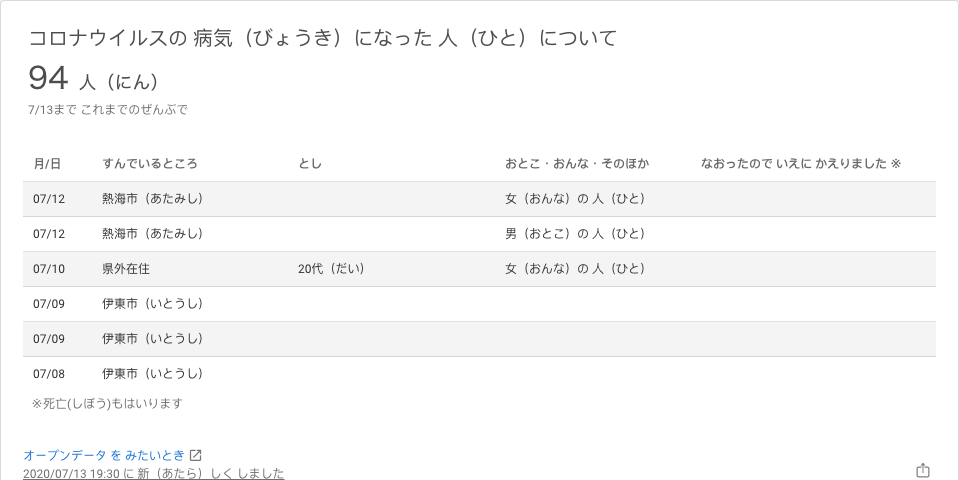 コロナウイルスの 病気（びょうき）になった 人（ひと）について
94 人（にん）
7/13まで これまでのぜんぶで
月/日 すんでいるところ とし おとこ・おんな・そのほか なおったので いえに かえりました ※
07/12 熱海市（あたみし） 女（おんな）の 人（ひと）
07/12 熱海市（あたみし） 男（おとこ）の 人（ひと）
07/10 県外在住 20代（だい） 女（おんな）の 人（ひと）
07/09 伊東市（いとうし）
07/09 伊東市（いとうし）
07/08 伊東市（いとうし）
※死亡(しぼう)もはいります
オープンデータ を みたいとき
2020/07/13 19:30 に 新（あたら）しく しました